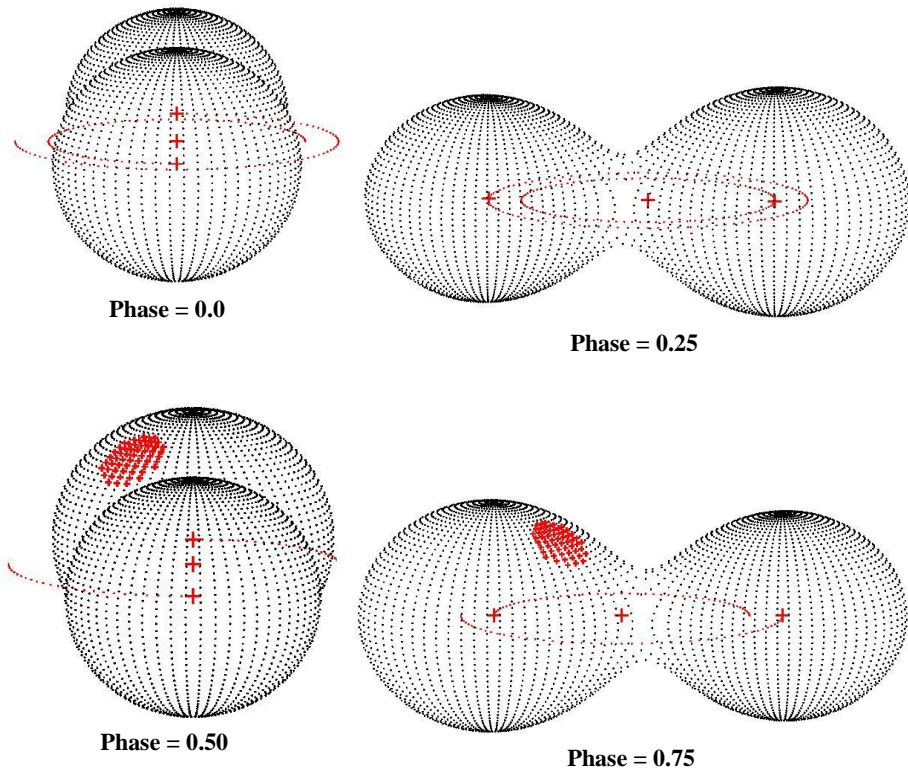 Phase = 0.0
Phase = 0.25
Phase = 0.50
Phase = 0.75